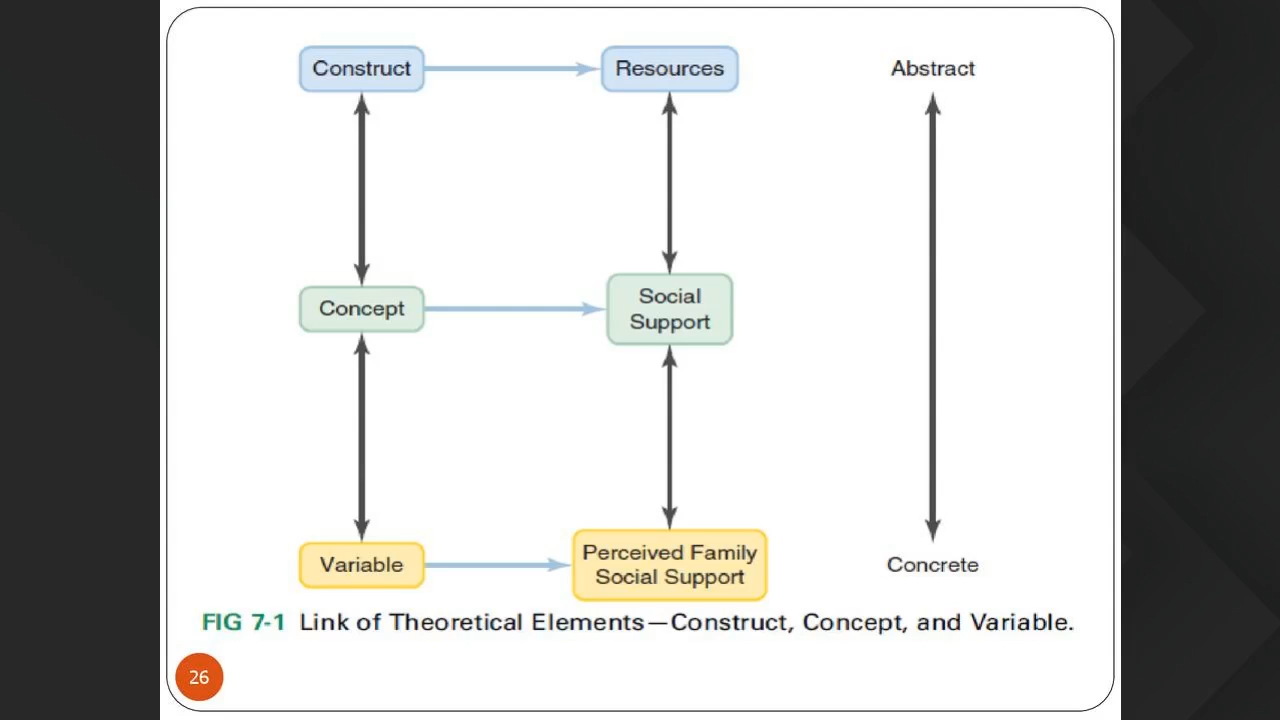 Construct
Resources
Abstract
Concept
Social
Support
Variable
Perceived Family
Social Support
Concrete
FIG 7-1 Link of Theoretical Elements—Construct, Concept, and Variable.
26